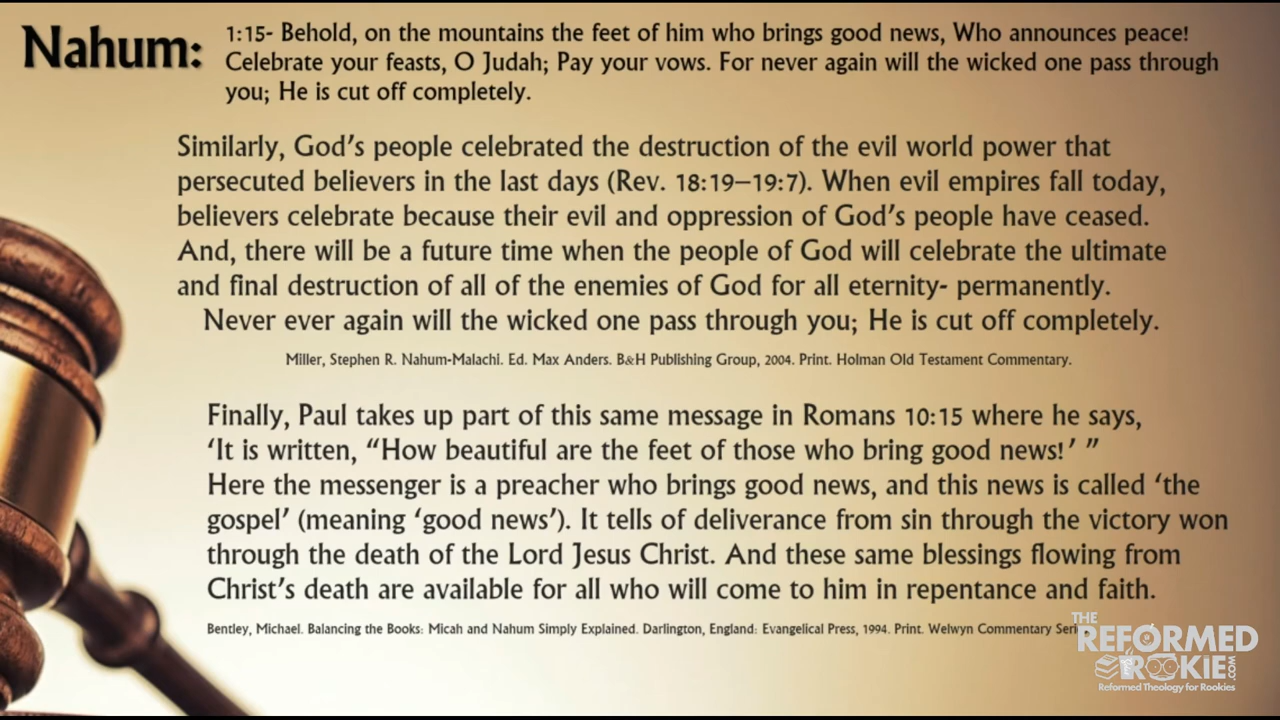 Nahum:
1:15- Behold, on the mountains the feet of him who brings good news, Who announces peace!
Celebrate your feasts, O Judah; Pay your vows. For never again will the wicked one pass through
you; He is cut off completely.
Similarly, God's people celebrated the destruction of the evil world power that
persecuted believers in the last days (Rev. 18:19–19:7). When evil empires fall today,
believers celebrate because their evil and oppression of God's people have ceased.
And, there will be a future time when the people of God will celebrate the ultimate
and final destruction of all of the enemies of God for all eternity- permanently.
Never ever again will the wicked one pass through you; He is cut off completely.
Miller, Stephen R. Nahum-Malachi. Ed. Max Anders. B&H Publishing Group, 2004. Print. Holman Old Testament Commentary.
Finally, Paul takes up part of this same message in Romans 10:15 where he says,
‘It is written, “How beautiful are the feet of those who bring good news!’ ”
Here the messenger is a preacher who brings good news, and this news is called ‘the
gospel’ (meaning ‘good news’). It tells of deliverance from sin through the victory won
through the death of the Lord Jesus Christ. And these same blessings flowing from
Christ's death are available for all who will come to him in repentance and faith.
Bentley, Michael. Balancing the Books: Micah and Nahum Simply Explained. Darlington, England: Evangelical Press, 1994. Print. Welwyn Commentary
THE
REFORMED
ROOKIE.COM
Reformed Theology for Rookies